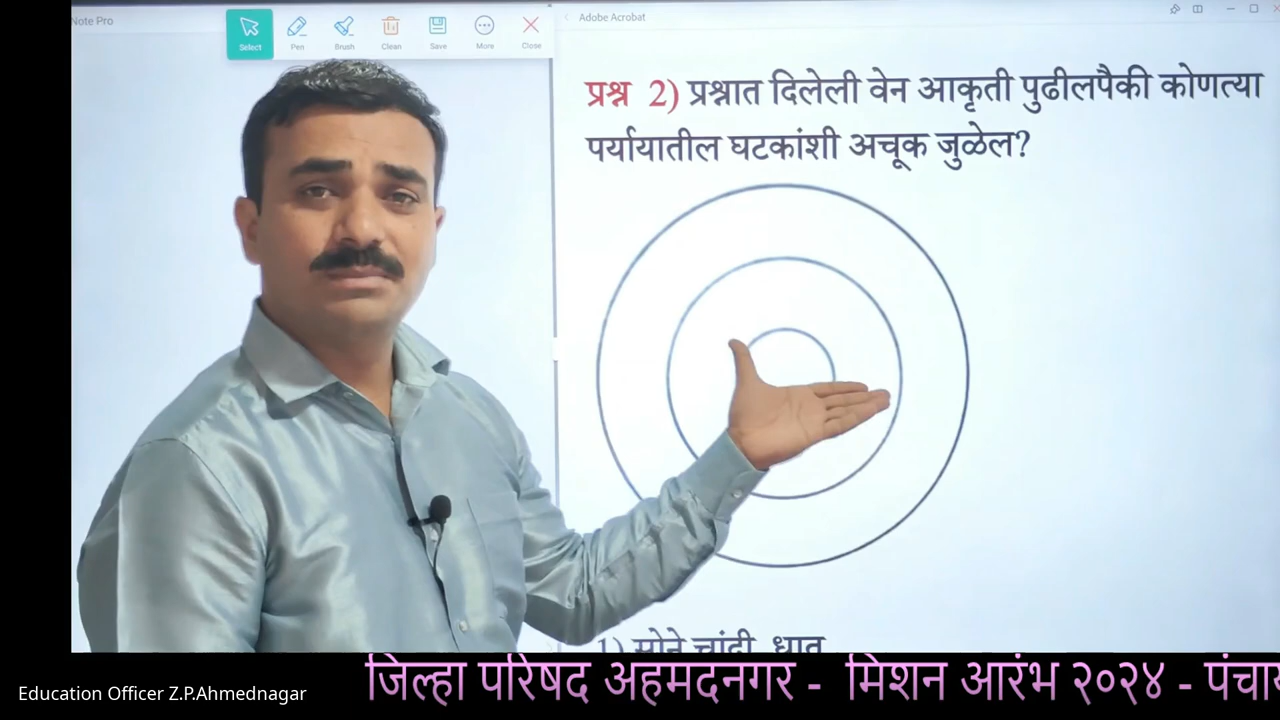 Note Pro
Adobe Acrobat
Select Pen Brush Clean Save More Close
प्रश्न 2) प्रश्नात दिलेली वेन आकृती पुढीलपैकी कोणत्या
पर्यायातील घटकांशी अचूक जुळेल?
1) सोने चांदी, धातू
Education Officer Z.P.Ahmednagar
जिल्हा परिषद अहमदनगर - मिशन आरंभ २०२४ - पंचाय